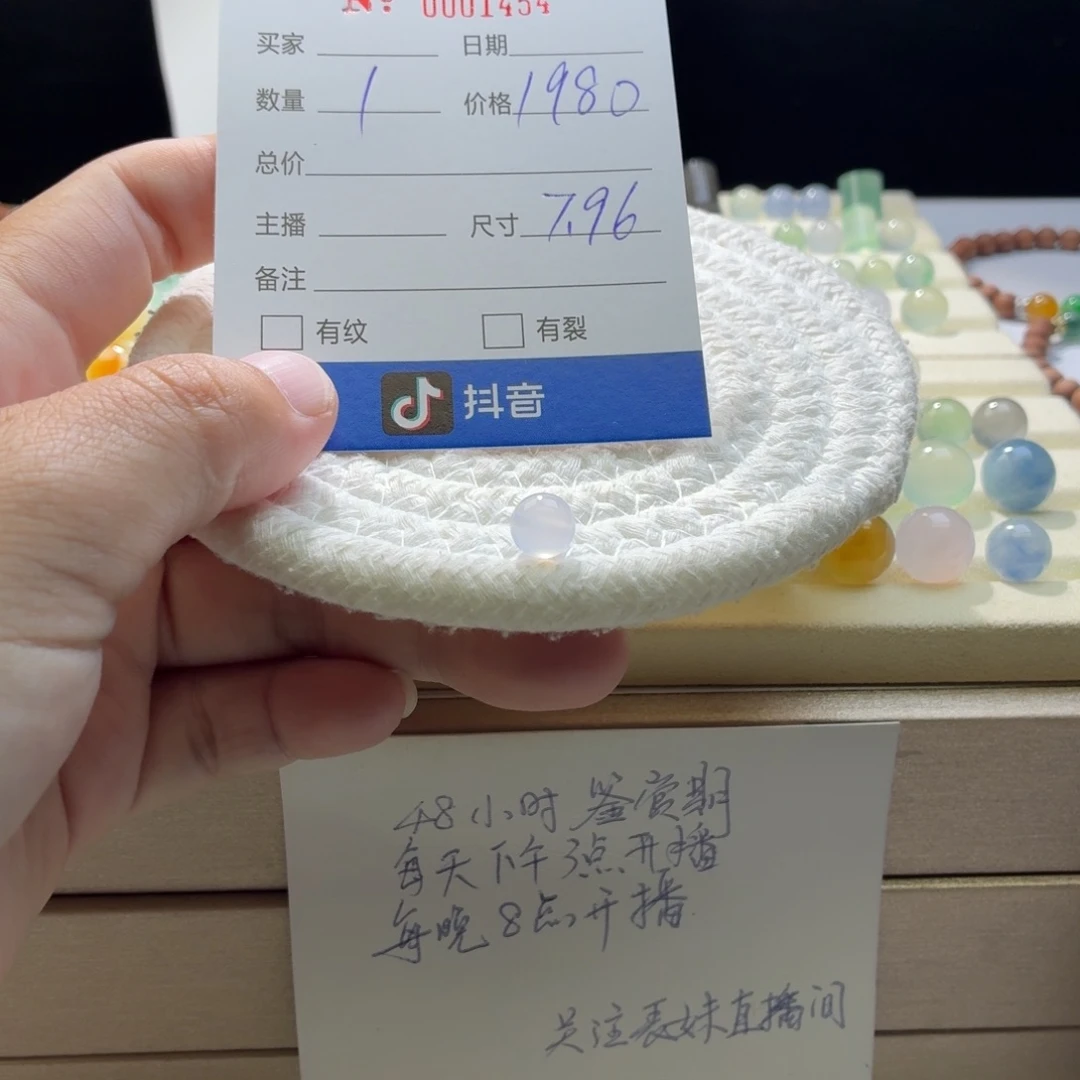 Nº 0001454
买家 日期
数量 1 价格 1980
总价
主播 尺寸 7.96
备注
有纹 有裂
抖音
48小时鉴赏期
每天下午3点开播
每晚8点开播
关注表妹直播间